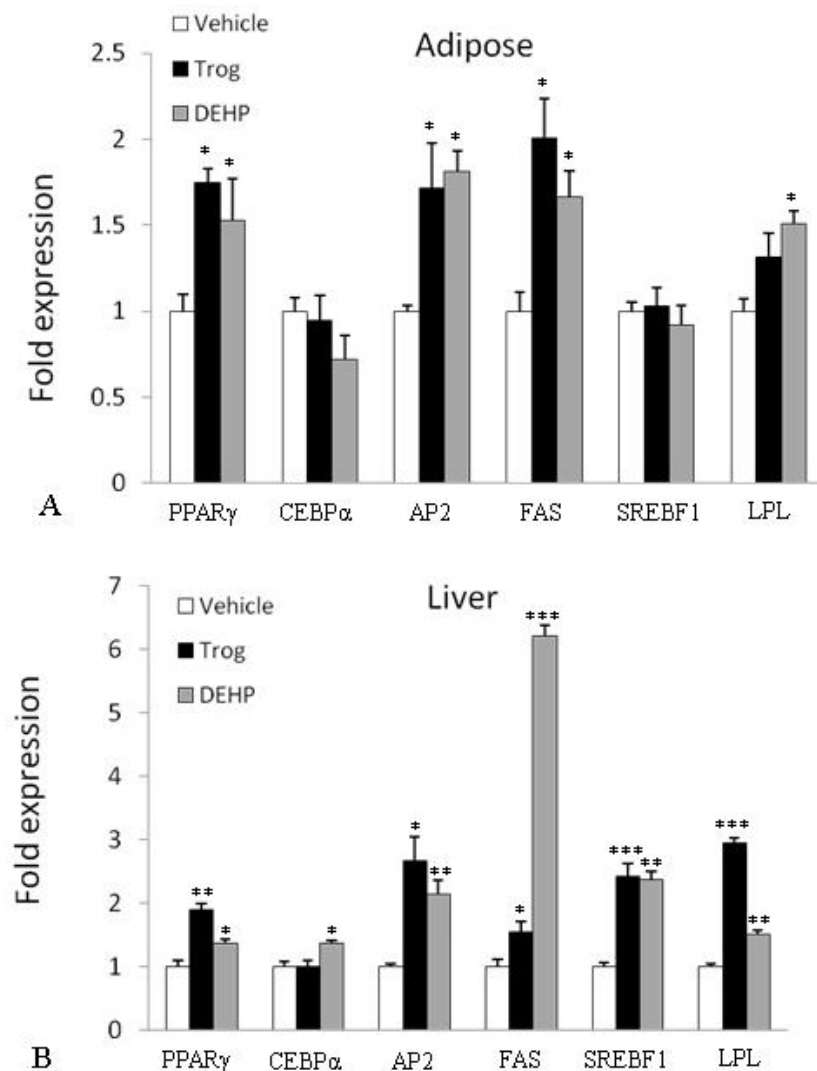 Vehicle
Trog
DEHP
Adipose
Fold expression
2.5
2
1.5
1
0.5
0
* * * * * * *
A
PPARγ CEBPα AP2 FAS SREBF1 LPL
Vehicle
Trog
DEHP
Liver
Fold expression
7
6
5
4
3
2
1
0
** * * * ** * *** *** ** *** **
B
PPARγ CEBPα AP2 FAS SREBF1 LPL